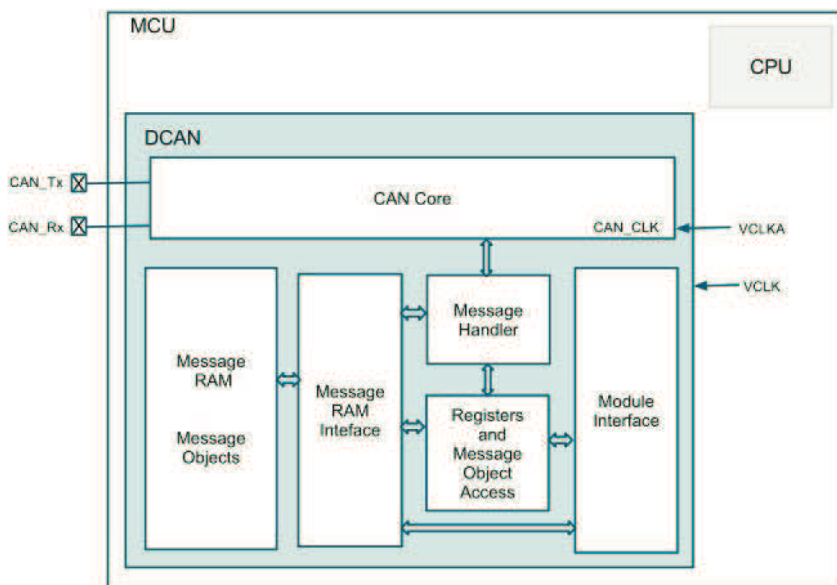 MCU
CPU
DCAN
CAN_Tx
CAN Core
CAN_Rx
CAN_CLK
VCLKA
VCLK
Message
RAM
Message
Objects
Message
RAM
Inteface
Message
Handler
Registers
and
Message
Object
Access
Module
Interface